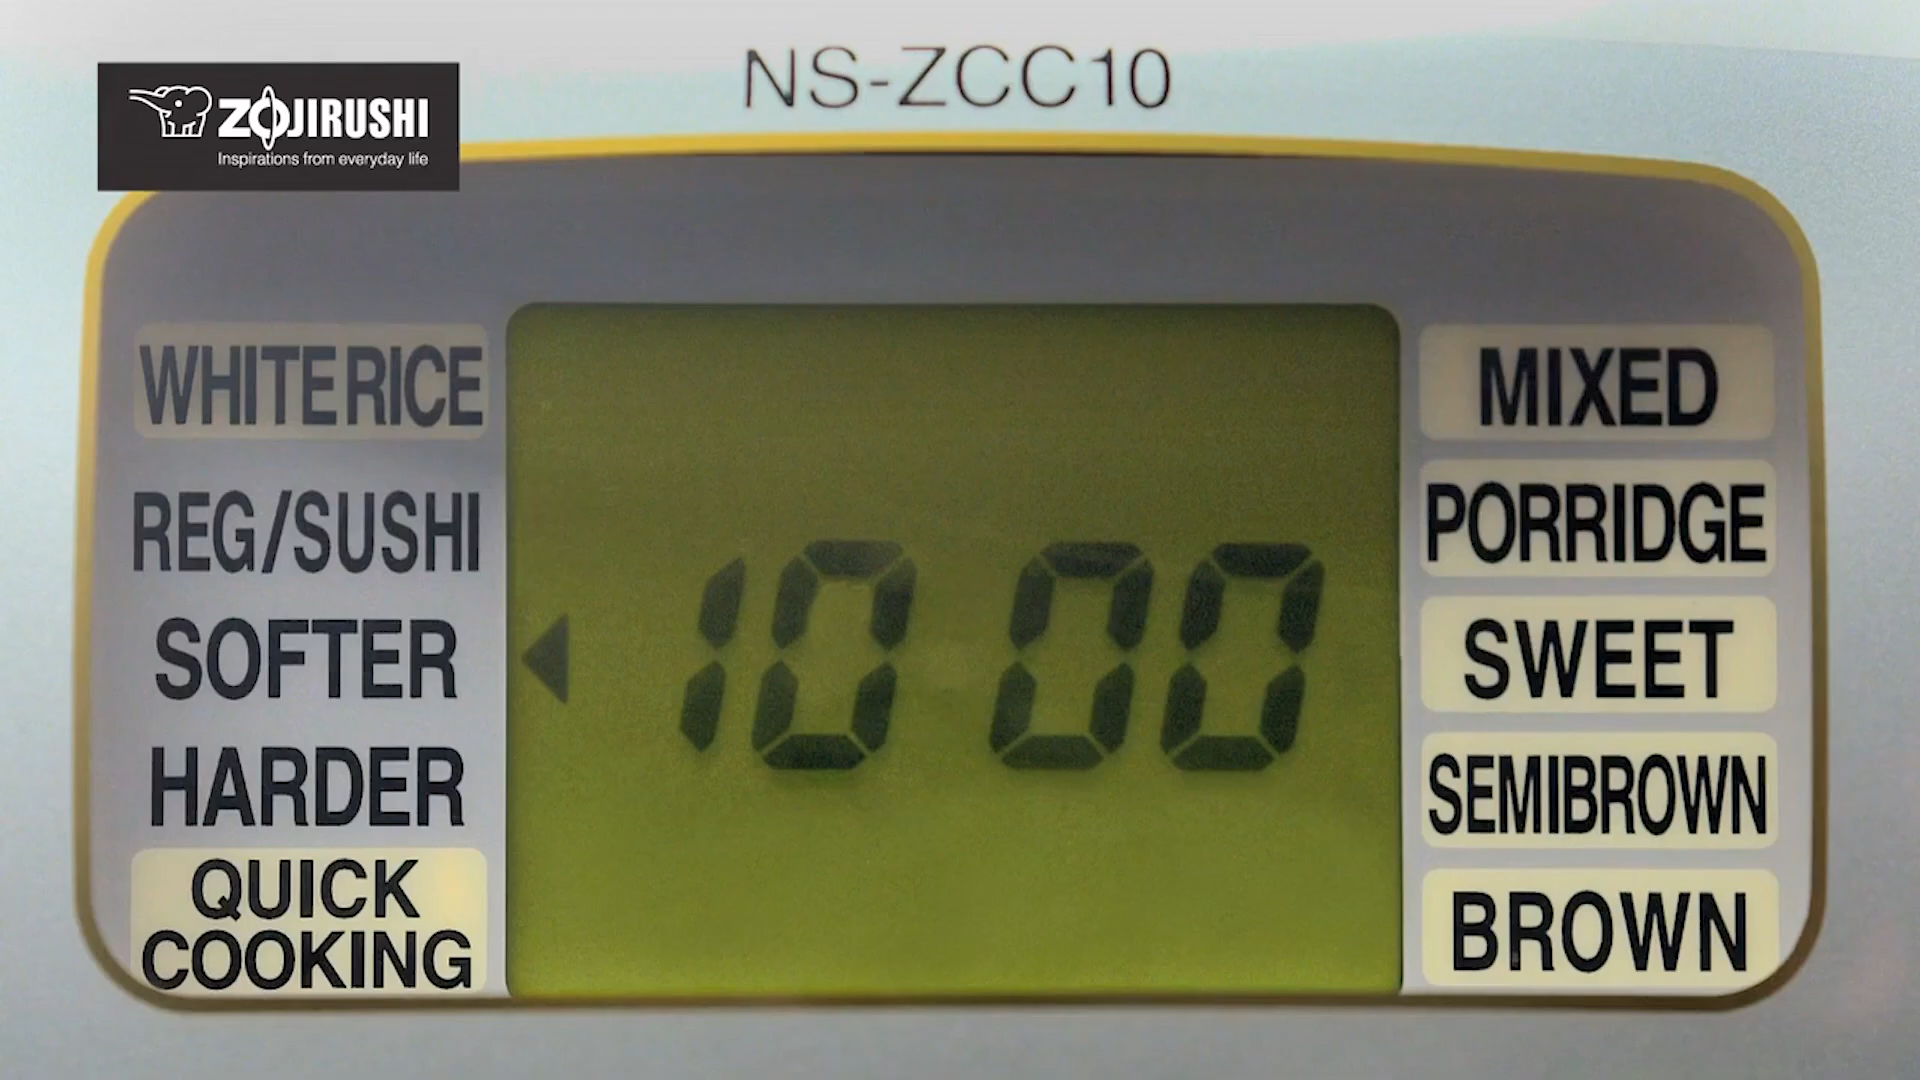 NS-ZCC10
ZOJIRUSHI
Inspirations from everyday life
WHITE RICE
REG/SUSHI
SOFTER
HARDER
QUICK
COOKING
10 00
MIXED
PORRIDGE
SWEET
SEMIBROWN
BROWN